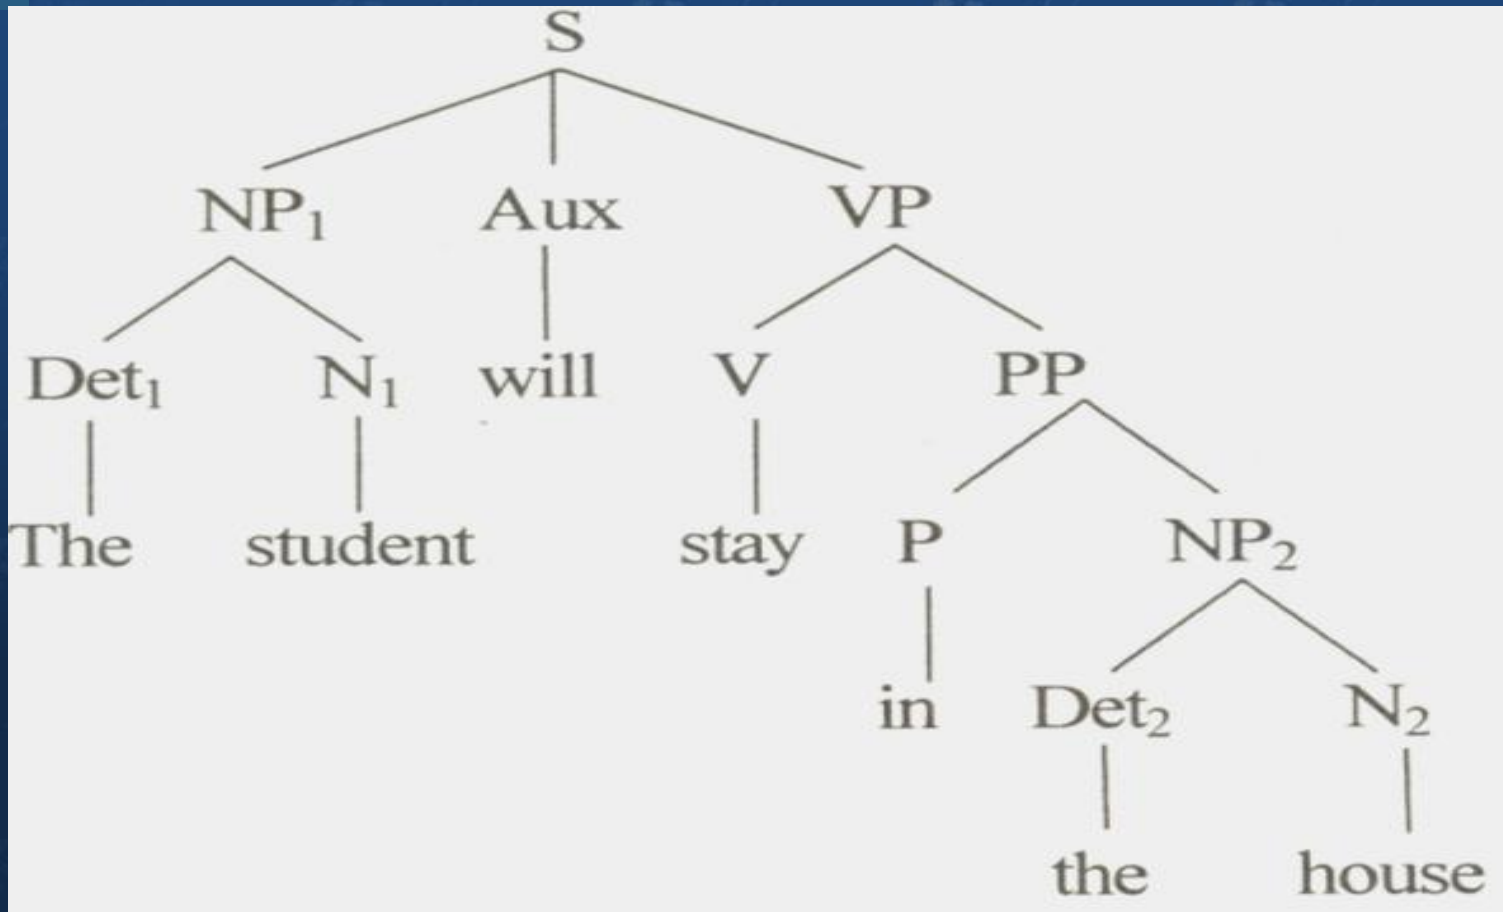 S
NP₁ Aux VP
Det₁ N₁ will V PP
The student stay P NP₂
in Det₂ N₂
the house